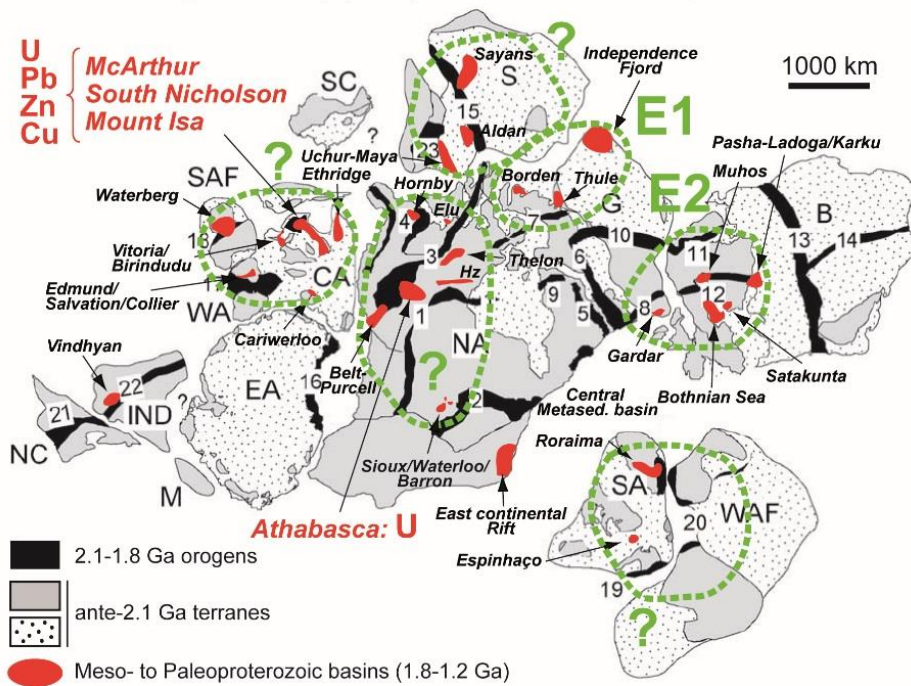 U
Pb
Zn
Cu
McArthur
South Nicholson
Mount Isa
SC
?
?
Sayans
S
?
Independence
Fjord
1000 km
15
Aldan
E1
Pasha-Ladoga/Karku
23
Uchur-Maya
Ethridge
Hornby
Borden
Thule
E2
Muhos
SAF
Waterberg
Elu
4
7
G
B
13
10
11
13
14
Vitoria/
Birindudu
3
Thelon
6
CA
Hz
Edmund/
Salvation/Collier
WA
9
12
1
5
8
Cariwerloo
NA
Gardar
Satakunta
Vindhyan
Belt-
Purcell
EA
16
?
Central
Metased. basin
Bothnian Sea
22
?
21
IND
2
NC
Roraima
M
Sioux/Waterloo/
Barron
SA
WAF
East continental
Rift
20
Athabasca: U
Espinhaço
2.1-1.8 Ga orogens
19
ante-2.1 Ga terranes
?
Meso- to Paleoproterozoic basins (1.8-1.2 Ga)